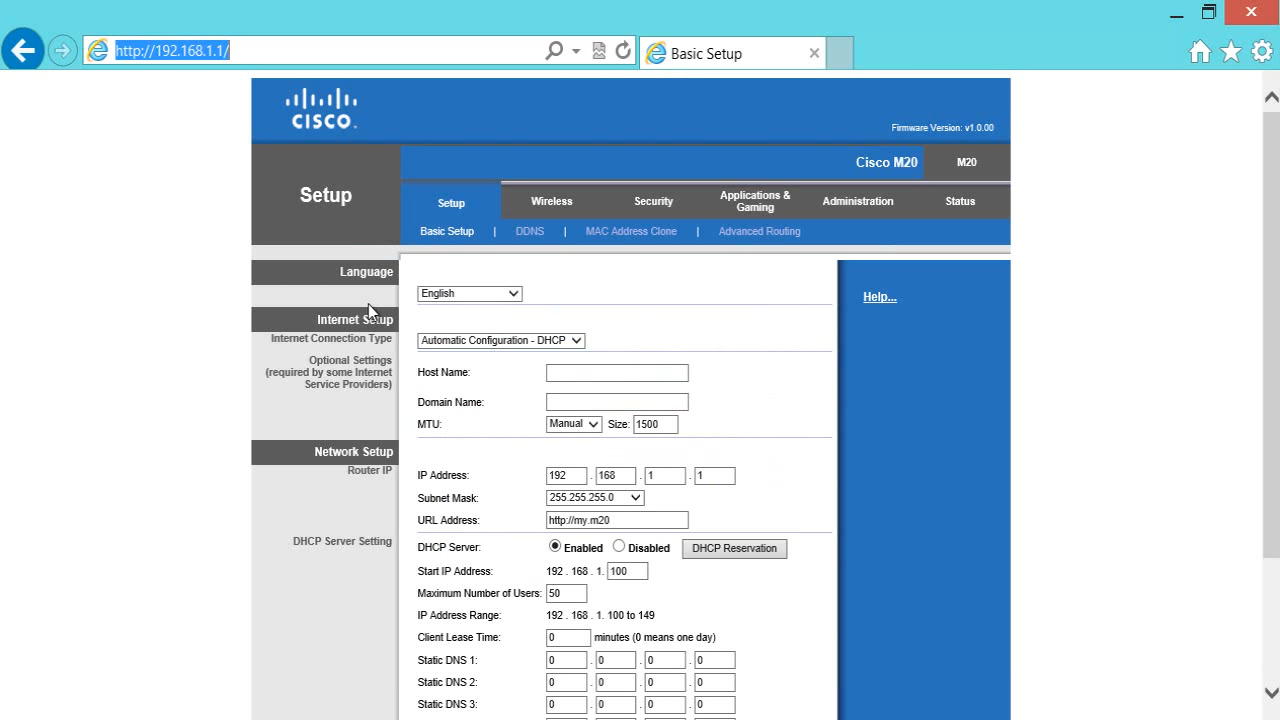 http://192.168.1.1/
Basic Setup
CISCO.
Firmware Version: v1.0.00
Cisco M20
M20
Setup
Setup
Wireless
Security
Applications & Gaming
Administration
Status
Basic Setup | DDNS | MAC Address Clone | Advanced Routing
Language
English
Help...
Internet Setup
Internet Connection Type
Automatic Configuration - DHCP
Optional Settings
(required by some Internet
Service Providers)
Host Name:
Domain Name:
MTU: Manual Size: 1500
Network Setup
Router IP
IP Address: 192 . 168 . 1 . 1
Subnet Mask: 255.255.255.0
URL Address: http://my.m20
DHCP Server Setting
DHCP Server: Enabled Disabled DHCP Reservation
Start IP Address: 192 . 168 . 1. 100
Maximum Number of Users: 50
IP Address Range: 192 . 168 . 1. 100 to 149
Client Lease Time: 0 minutes (0 means one day)
Static DNS 1: 0 . 0 . 0 . 0
Static DNS 2: 0 . 0 . 0 . 0
Static DNS 3: 0 . 0 . 0 . 0